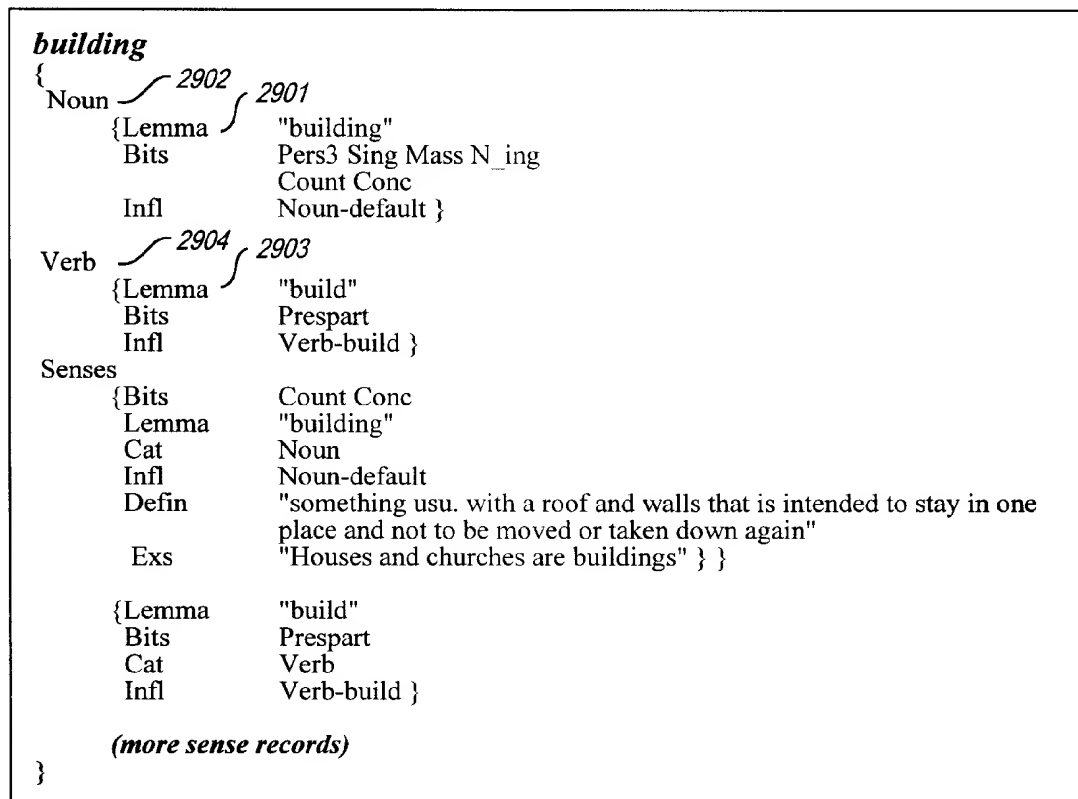 building
{
Noun 2902
{Lemma 2901 "building"
Bits Pers3 Sing Mass N_ing
Count Conc
Infl Noun-default }
Verb 2904
{Lemma 2903 "build"
Bits Prespart
Infl Verb-build }
Senses
{Bits Count Conc
Lemma "building"
Cat Noun
Infl Noun-default
Defin "something usu. with a roof and walls that is intended to stay in one
place and not to be moved or taken down again"
Exs "Houses and churches are buildings" } }
{Lemma "build"
Bits Prespart
Cat Verb
Infl Verb-build }
(more sense records)
}